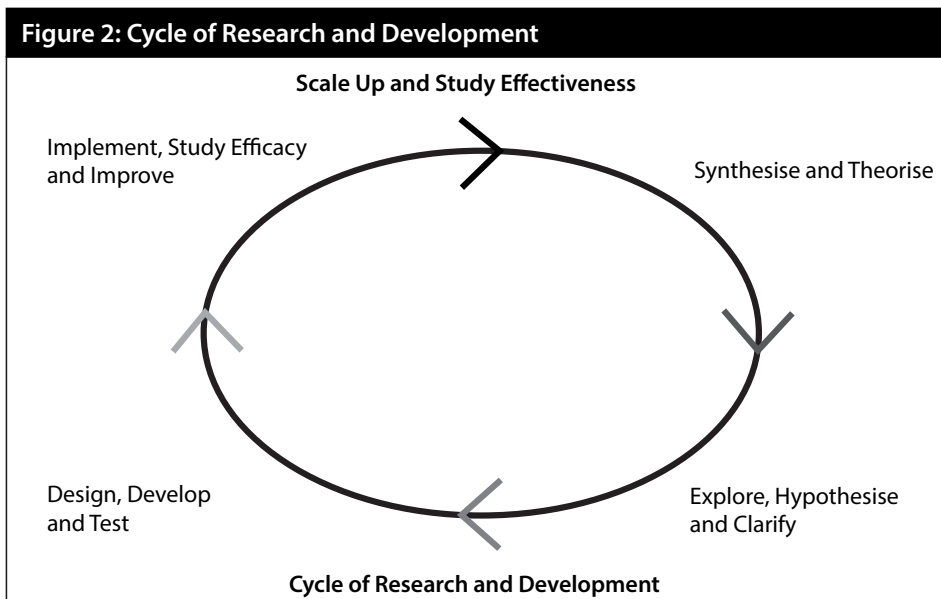 Figure 2: Cycle of Research and Development
Scale Up and Study Effectiveness
Implement, Study Efficacy
and Improve
Synthesise and Theorise
Design, Develop
and Test
Explore, Hypothesise
and Clarify
Cycle of Research and Development